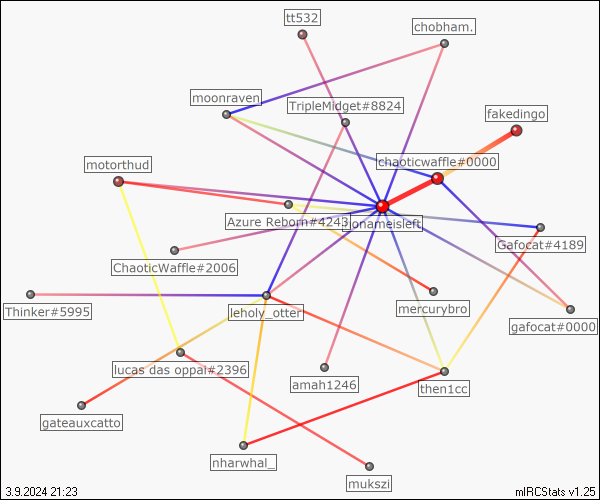 tt532
chobham.
moonraven
TripleMidget#8824
fakedingo
chaoticwaffle#0000
motorthud
Azure Reborn#4243
jonameisleft
Gafocat#4189
ChaoticWaffle#2006
Thinker#5995
leholy_otter
mercurybro
gafocat#0000
lucas das oppai#2396
amah1246
then1cc
gateauxcatto
nharwhal_
mukszi
3.9.2024 21:23
mIRCStats v1.25